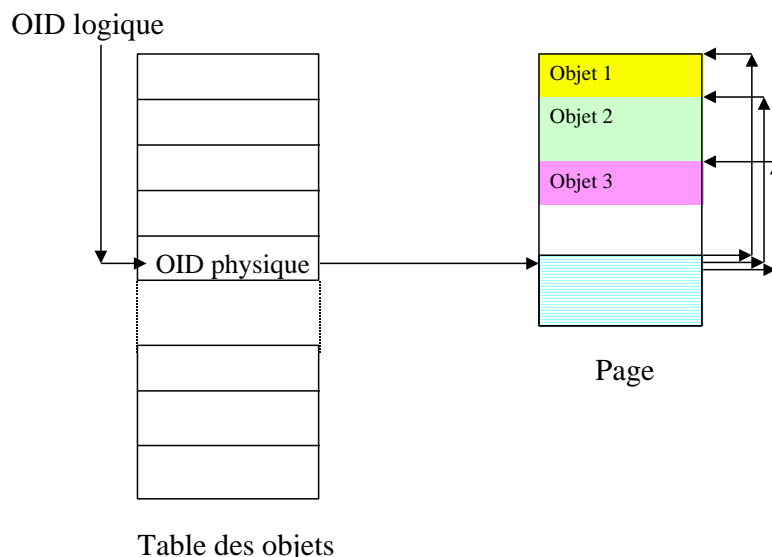 OID logique
Objet 1
Objet 2
Objet 3
OID physique
Page
Table des objets